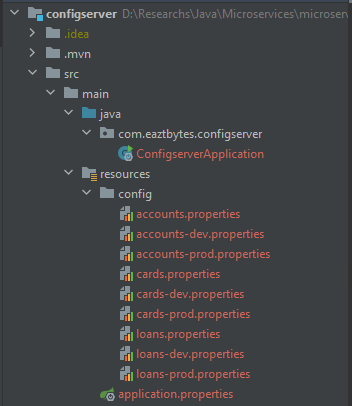 configserver D:\Researchs\Java\Microservices\microserv
.idea
.mvn
src
main
java
com.eaztbytes.configserver
ConfigserverApplication
resources
config
accounts.properties
accounts-dev.properties
accounts-prod.properties
cards.properties
cards-dev.properties
cards-prod.properties
loans.properties
loans-dev.properties
loans-prod.properties
application.properties